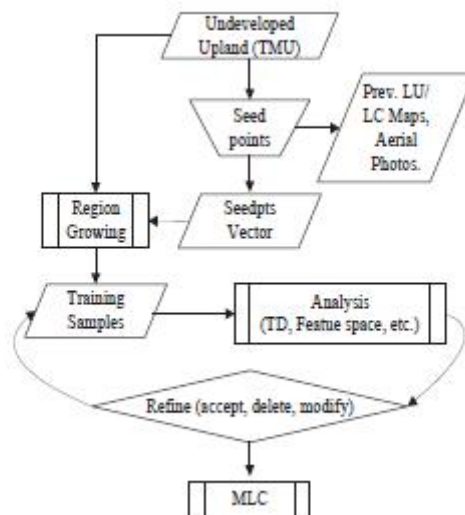 Undeveloped
Upland (TMU)
Seed
points
Prev. LU/
LC Maps,
Aerial
Photos.
Region
Growing
Seedpts
Vector
Training
Samples
Analysis
(TD, Featue space, etc.)
Refine (accept, delete, modify)
MLC